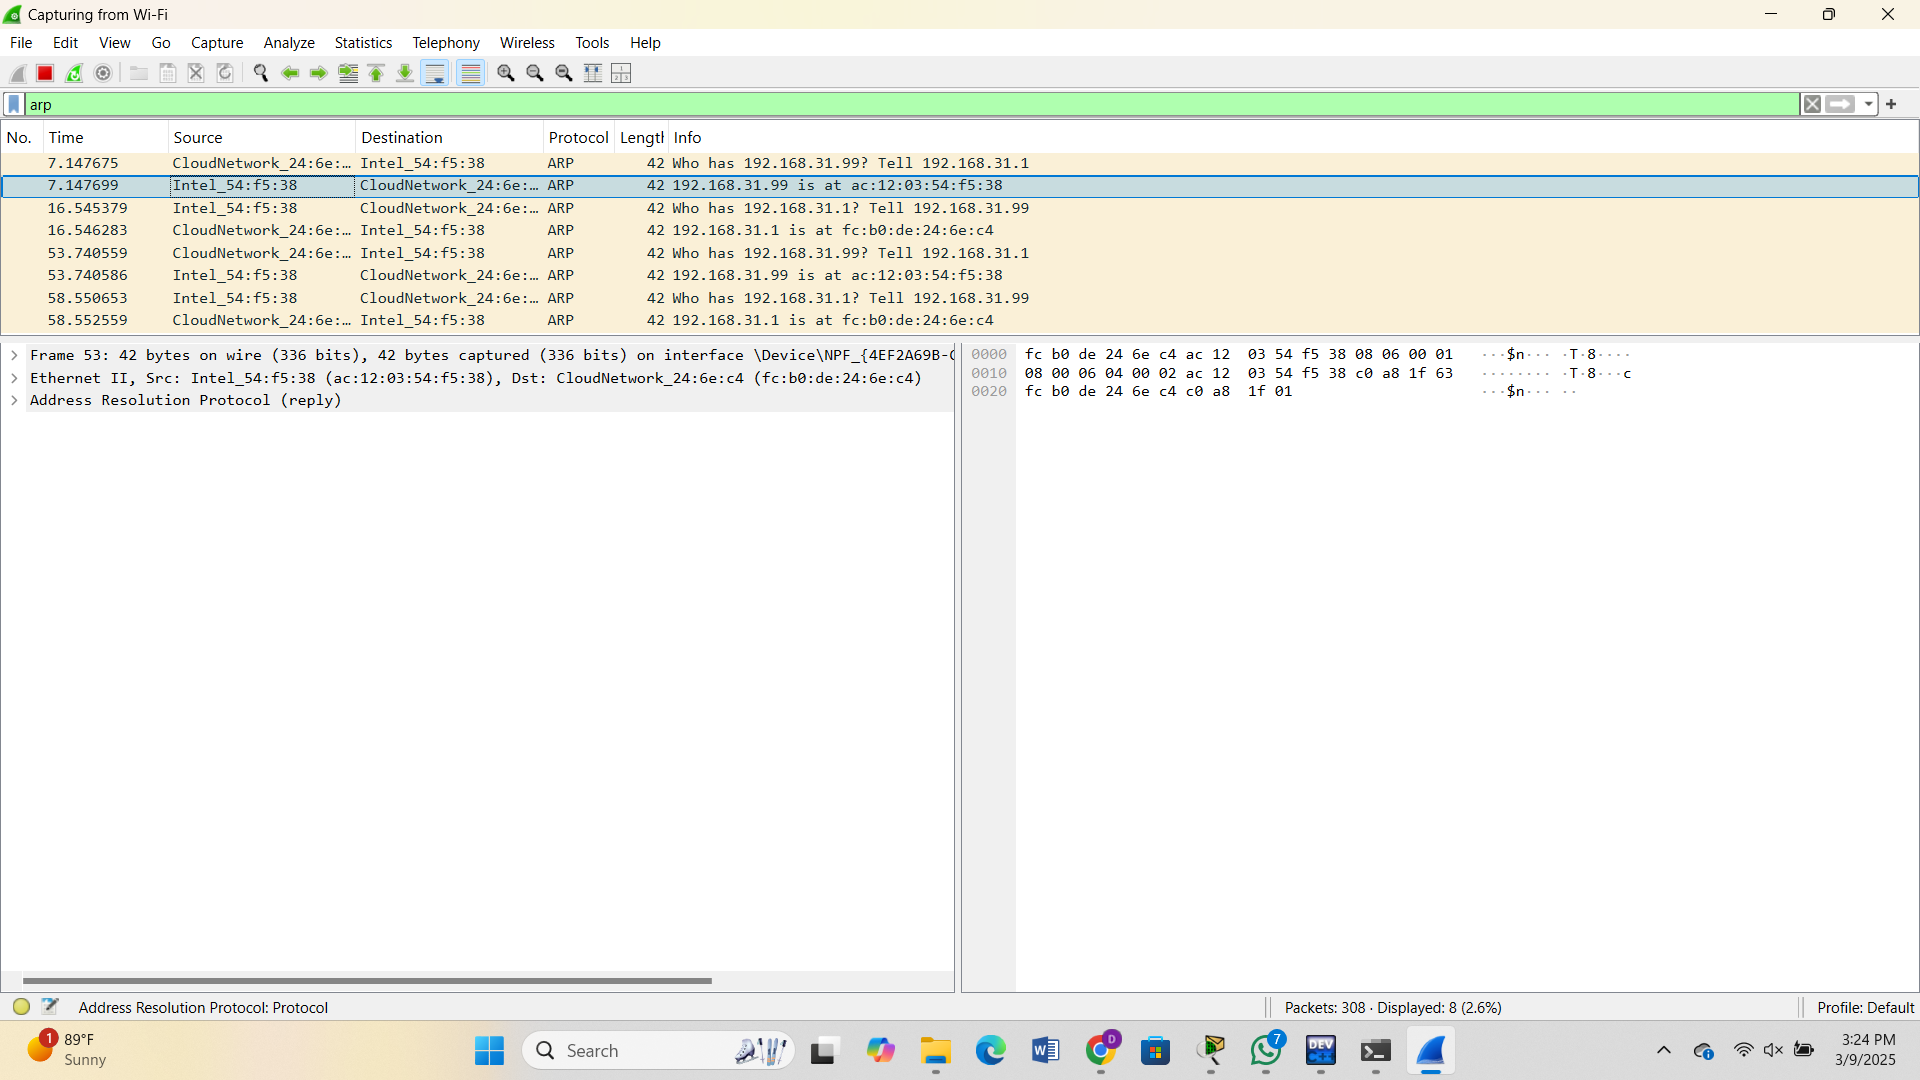 Capturing from Wi-Fi
File Edit View Go Capture Analyze Statistics Telephony Wireless Tools Help
arp
No. Time Source Destination Protocol Length Info
7.147675 CloudNetwork_24:6e:… Intel_54:f5:38 ARP 42 Who has 192.168.31.99? Tell 192.168.31.1
7.147699 Intel_54:f5:38 CloudNetwork_24:6e:… ARP 42 192.168.31.99 is at ac:12:03:54:f5:38
16.545379 Intel_54:f5:38 CloudNetwork_24:6e:… ARP 42 Who has 192.168.31.1? Tell 192.168.31.99
16.546283 CloudNetwork_24:6e:… Intel_54:f5:38 ARP 42 192.168.31.1 is at fc:b0:de:24:6e:c4
53.740559 CloudNetwork_24:6e:… Intel_54:f5:38 ARP 42 Who has 192.168.31.99? Tell 192.168.31.1
53.740586 Intel_54:f5:38 CloudNetwork_24:6e:… ARP 42 192.168.31.99 is at ac:12:03:54:f5:38
58.550653 Intel_54:f5:38 CloudNetwork_24:6e:… ARP 42 Who has 192.168.31.1? Tell 192.168.31.99
58.552559 CloudNetwork_24:6e:… Intel_54:f5:38 ARP 42 192.168.31.1 is at fc:b0:de:24:6e:c4
Frame 53: 42 bytes on wire (336 bits), 42 bytes captured (336 bits) on interface \Device\NPF_{4EF2A69B-
Ethernet II, Src: Intel_54:f5:38 (ac:12:03:54:f5:38), Dst: CloudNetwork_24:6e:c4 (fc:b0:de:24:6e:c4)
Address Resolution Protocol (reply)
0000 fc b0 de 24 6e c4 ac 12 03 54 f5 38 08 06 00 01 ···$n··· ·T·8····
0010 08 00 06 04 00 02 ac 12 03 54 f5 38 c0 a8 1f 63 ········ ·T·8···c
0020 fc b0 de 24 6e c4 c0 a8 1f 01 ···$n··· ··
Address Resolution Protocol: Protocol
Packets: 308 · Displayed: 8 (2.6%)
Profile: Default
1
89°F
Sunny
Search
D
7
DEV
C++
3:24 PM
3/9/2025